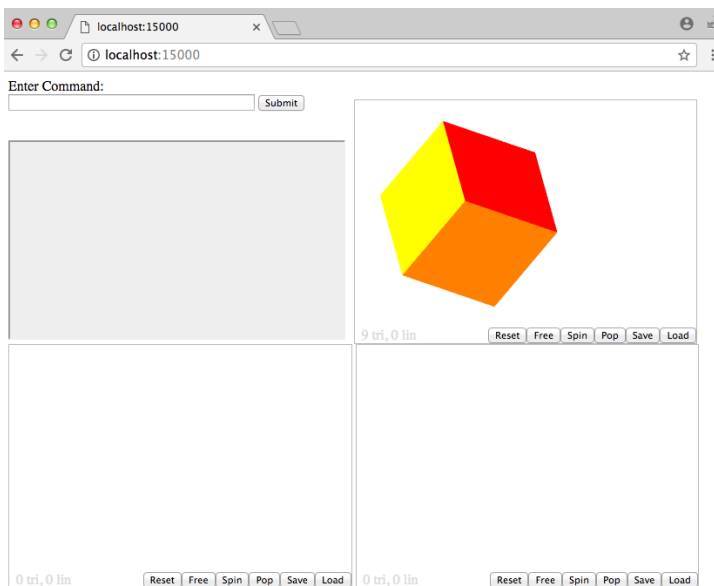 localhost:15000
localhost:15000
Enter Command:
Submit
9 tri, 0 lin
Reset Free Spin Pop Save Load
0 tri, 0 lin
Reset Free Spin Pop Save Load
0 tri, 0 lin
Reset Free Spin Pop Save Load